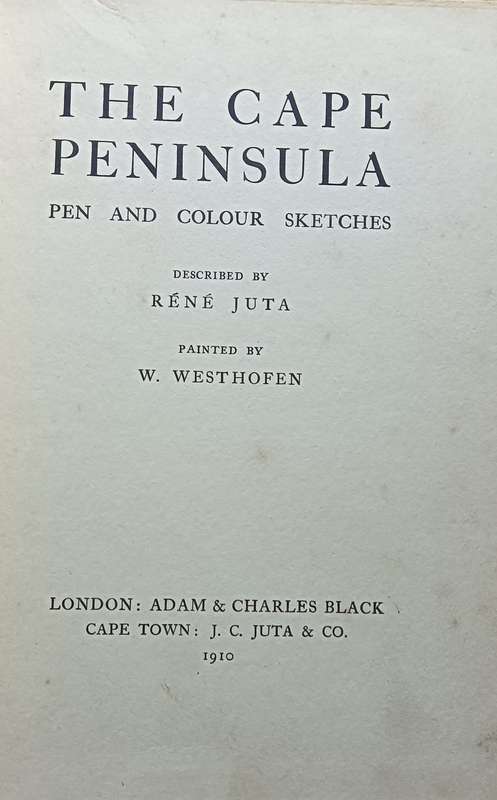 THE CAPE
PENINSULA
PEN AND COLOUR SKETCHES
DESCRIBED BY
RÉNÉ JUTA
PAINTED BY
W. WESTHOFEN
LONDON: ADAM & CHARLES BLACK
CAPE TOWN: J. C. JUTA & CO.
1910